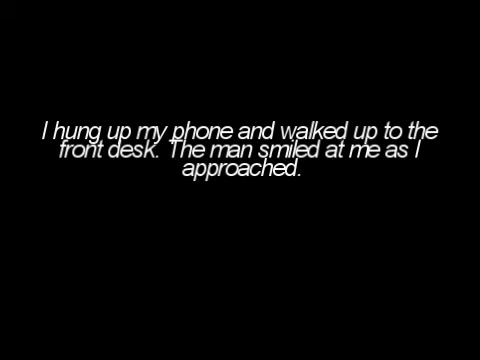 I hung up my phone and walked up to the
front desk. The man smiled at me as I
approached.